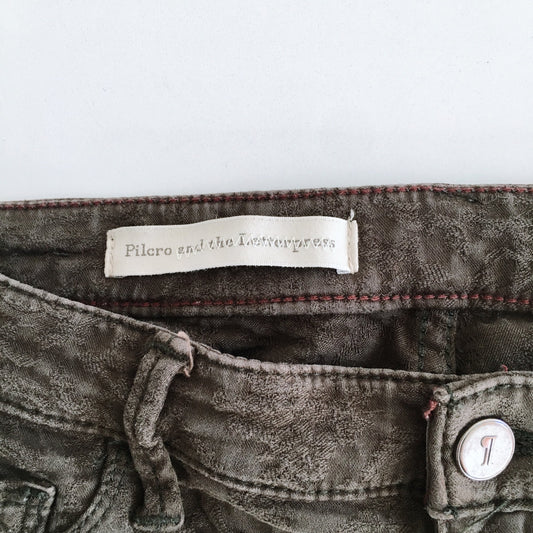 Pilcro and the Letterpress
¶